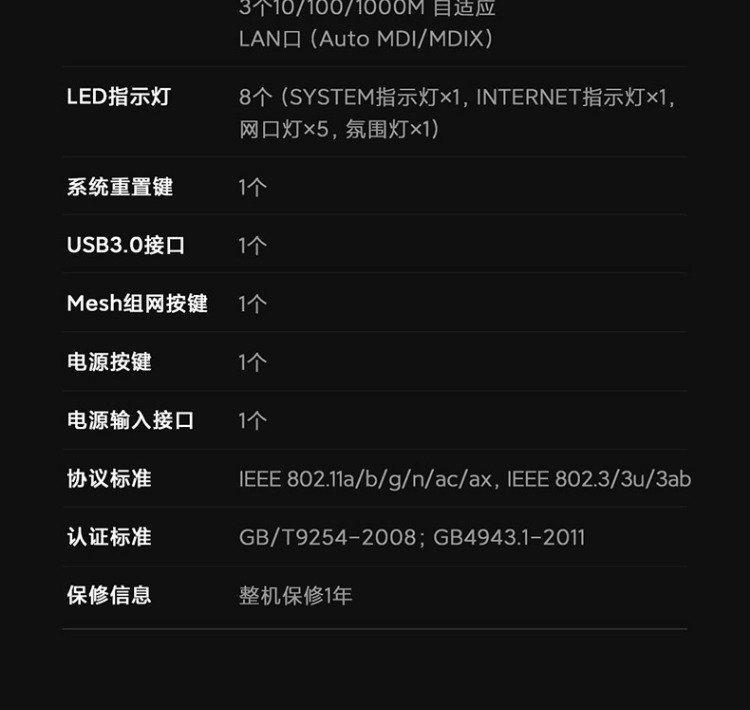 3个10/100/1000M 自适应
LAN口 (Auto MDI/MDIX)
LED指示灯 8个 (SYSTEM指示灯×1, INTERNET指示灯×1,
网口灯×5, 氛围灯×1)
系统重置键 1个
USB3.0接口 1个
Mesh组网按键 1个
电源按键 1个
电源输入接口 1个
协议标准 IEEE 802.11a/b/g/n/ac/ax, IEEE 802.3/3u/3ab
认证标准 GB/T9254-2008; GB4943.1-2011
保修信息 整机保修1年